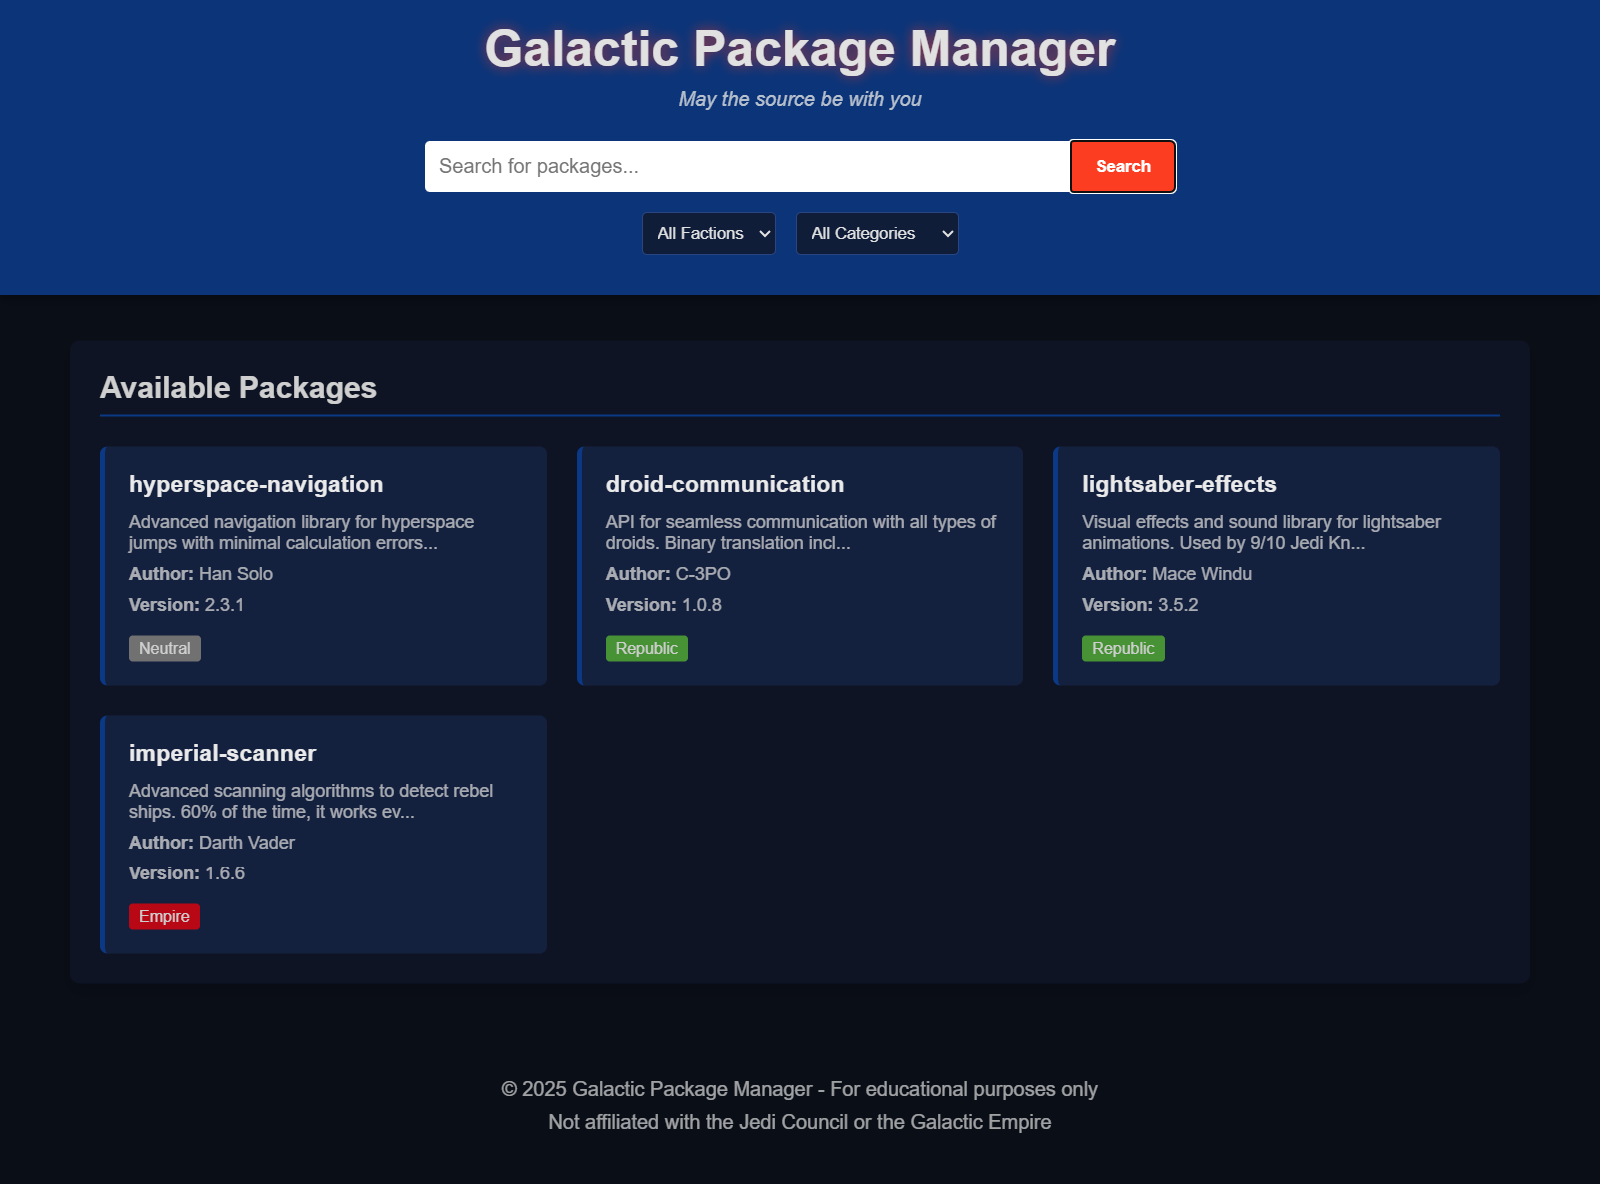 Galactic Package Manager
May the source be with you
Search for packages...
Search
All Factions
All Categories
Available Packages
hyperspace-navigation
Advanced navigation library for hyperspace
jumps with minimal calculation errors...
Author: Han Solo
Version: 2.3.1
Neutral
droid-communication
API for seamless communication with all types of
droids. Binary translation incl...
Author: C-3PO
Version: 1.0.8
Republic
lightsaber-effects
Visual effects and sound library for lightsaber
animations. Used by 9/10 Jedi Kn...
Author: Mace Windu
Version: 3.5.2
Republic
imperial-scanner
Advanced scanning algorithms to detect rebel
ships. 60% of the time, it works ev...
Author: Darth Vader
Version: 1.6.6
Empire
© 2025 Galactic Package Manager - For educational purposes only
Not affiliated with the Jedi Council or the Galactic Empire